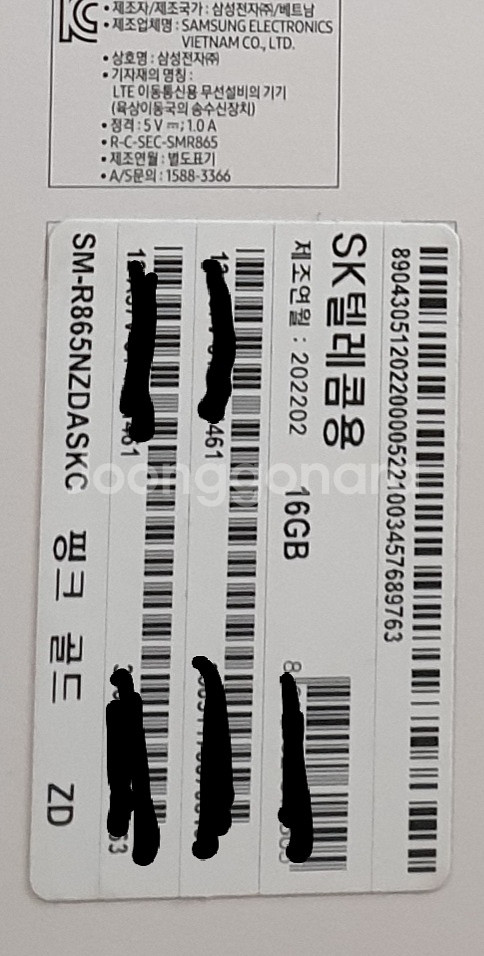 • 제조자/제조국가 : 삼성전자㈜/베트남
• 제조업체명 : SAMSUNG ELECTRONICS
VIETNAM CO., LTD.
• 상호명 : 삼성전자㈜
• 기자재의 명칭 :
LTE 이동통신용 무선설비의 기기
(육상이동국의 송수신장치)
• 정격 : 5 V ⎓; 1.0 A
• R-C-SEC-SMR865
• 제조연월 : 별도표기
• A/S문의 : 1588-3366
89043051202200005221003457689763
SK텔레콤용
제조연월 : 202202 16GB
461
461
SM-R865NZDASKC 핑크 골드 ZD
joonggonara